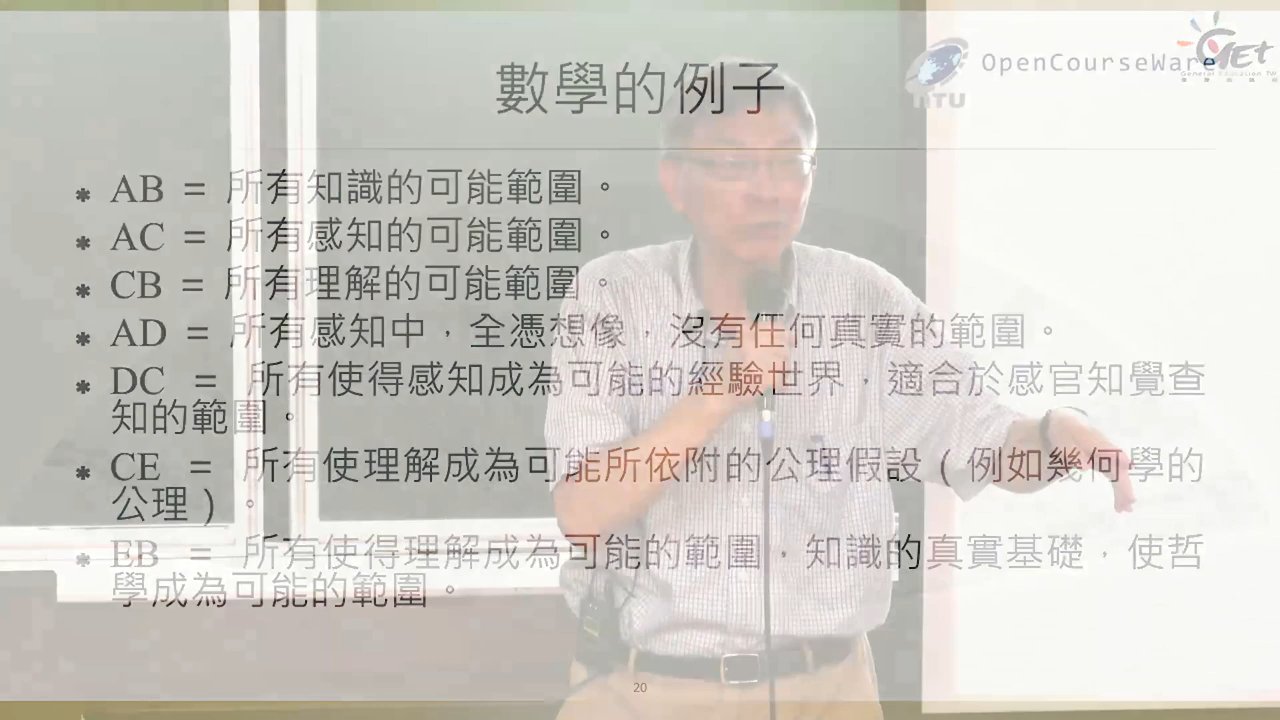 數學的例子
OpenCourseWare
NTU
GET
General Education TW
* AB = 所有知識的可能範圍。
* AC = 所有感知的可能範圍。
* CB = 所有理解的可能範圍。
* AD = 所有感知中，全憑想像，沒有任何真實的範圍。
* DC = 所有使得感知成為可能的經驗世界，適合於感官知覺查
知的範圍。
* CE = 所有使理解成為可能所依附的公理假設（例如幾何學的
公理）。
* EB = 所有使得理解成為可能的範圍，知識的真實基礎，使哲
學成為可能的範圍。
20